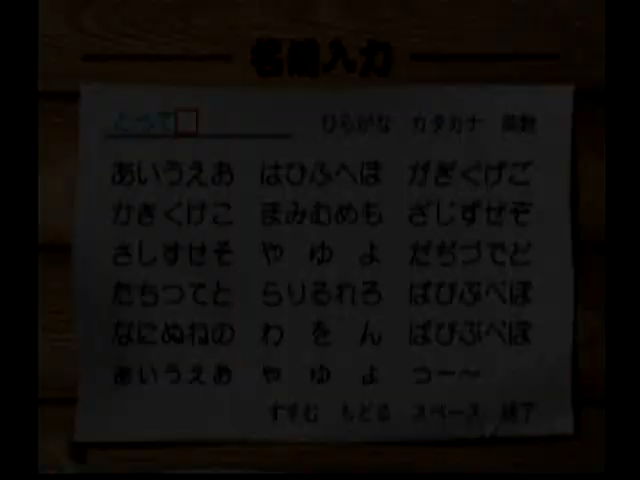 名前入力
とって
ひらがな カタカナ 英数
あいうえお はひふへほ がぎぐげご
かきくけこ まみむめも ざじずぜぞ
さしすせそ や ゆ よ だぢづでど
たちつてと らりるれろ ばびぶべぼ
なにぬねの わ を ん ぱぴぷぺぽ
ぁぃぅぇぉ ゃ ゅ ょ っー～
すすむ もどる スペース 終了